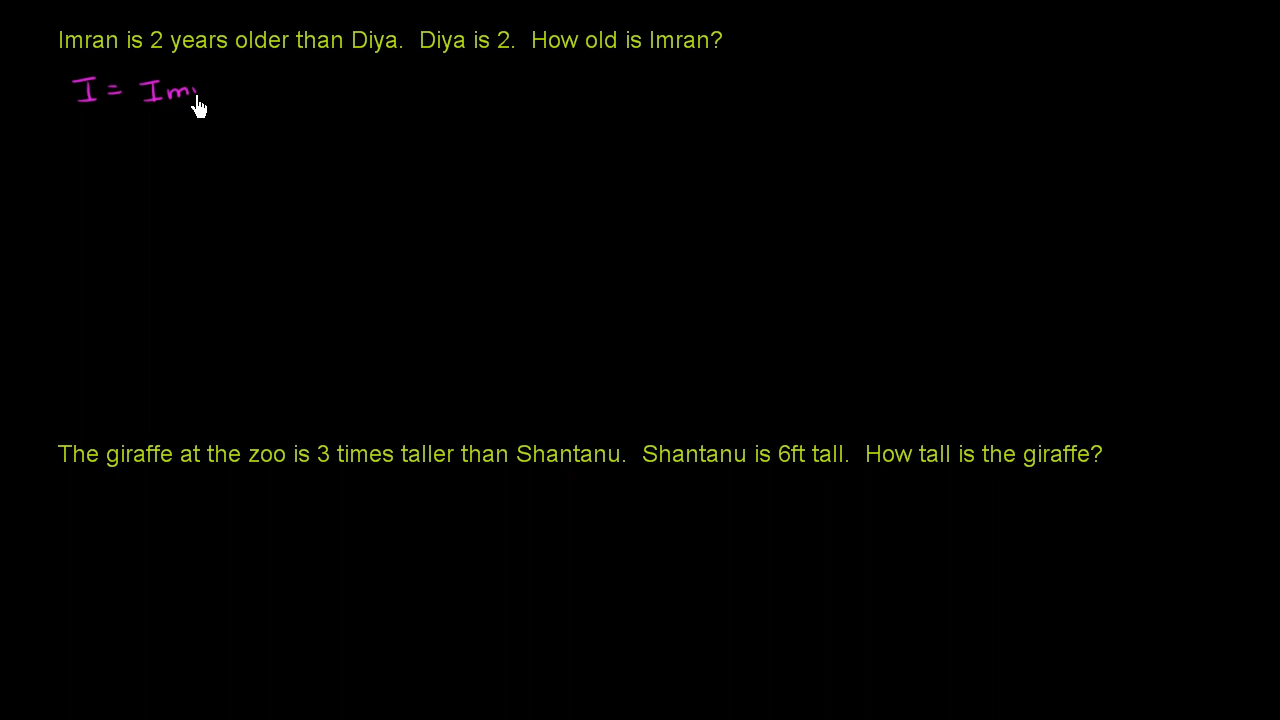 Imran is 2 years older than Diya. Diya is 2. How old is Imran?
I = Im
The giraffe at the zoo is 3 times taller than Shantanu. Shantanu is 6ft tall. How tall is the giraffe?